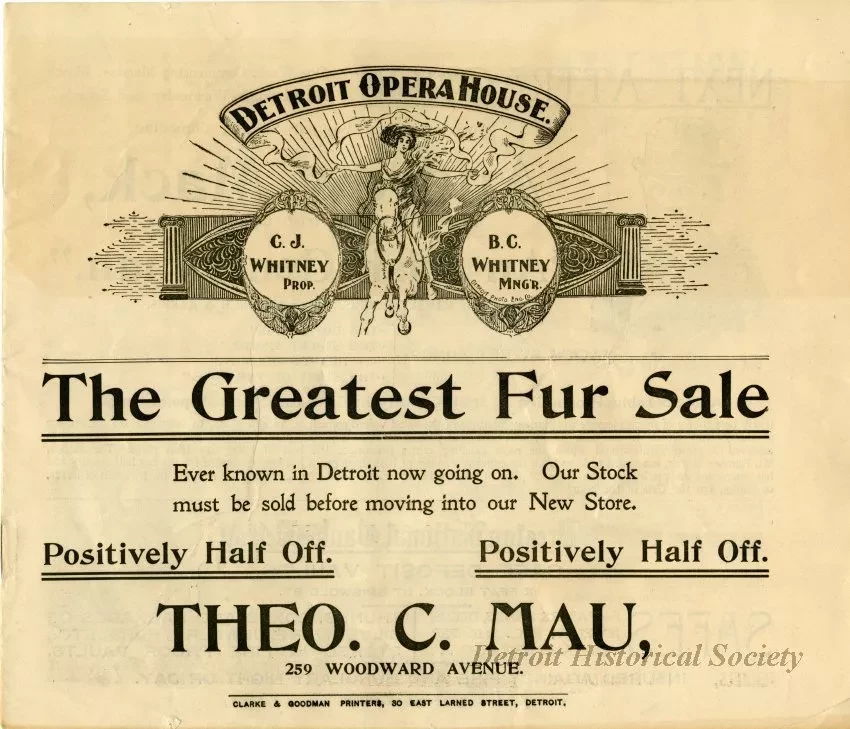 DETROIT OPERA HOUSE.
C. J.
WHITNEY
PROP.
B. C.
WHITNEY
MNG'R.
The Greatest Fur Sale
Ever known in Detroit now going on. Our Stock
must be sold before moving into our New Store.
Positively Half Off. Positively Half Off.
THEO. C. MAU,
259 WOODWARD AVENUE.
Detroit Historical Society
CLARKE & GOODMAN PRINTERS, 30 EAST LARNED STREET, DETROIT.